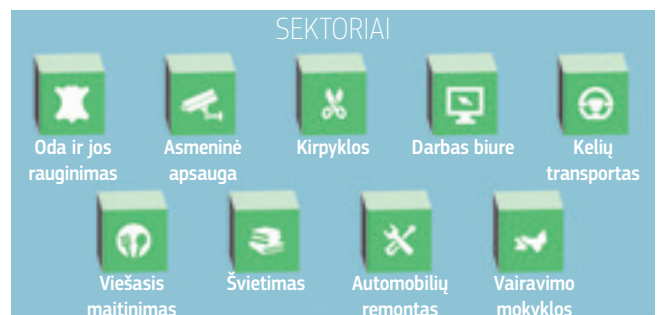 SEKTORIAI
Oda ir jos
rauginimas
Asmeninė
apsauga
Kirpyklos
Darbas biure
Kelių
transportas
Viešasis
maitinimas
Švietimas
Automobilių
remontas
Vairavimo
mokyklos